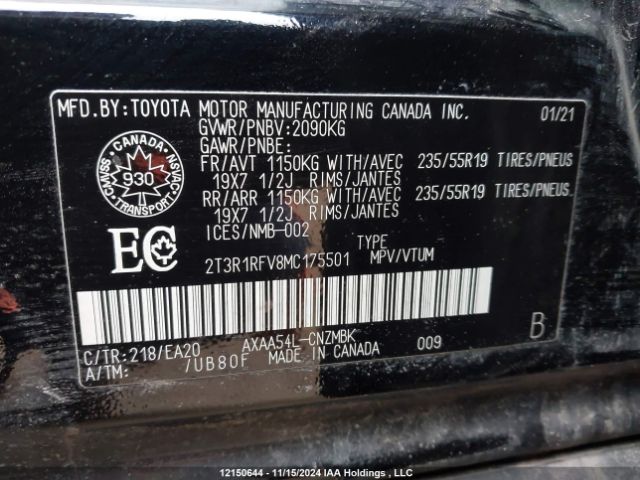 MFD.BY:TOYOTA MOTOR MANUFACTURING CANADA INC. 01/21
GVWR/PNBV:2090KG
GAWR/PNBE:
FR/AVT 1150KG WITH/AVEC 235/55R19 TIRES/PNEUS
19X7 1/2J RIMS/JANTES
RR/ARR 1150KG WITH/AVEC 235/55R19 TIRES/PNEUS.
19X7 1/2J RIMS/JANTES
ICES/NMB-002
CANADA
CMVSS NSVAC
930
TRANSPORT
EC
TYPE
2T3R1RFV8MC175501 MPV/VTUM
B
C/TR:218/EA20 AXAA54L-CNZMBK 009
A/TM: /UB80F MADE IN CANADA
12150644 - 11/15/2024 IAA Holdings , LLC